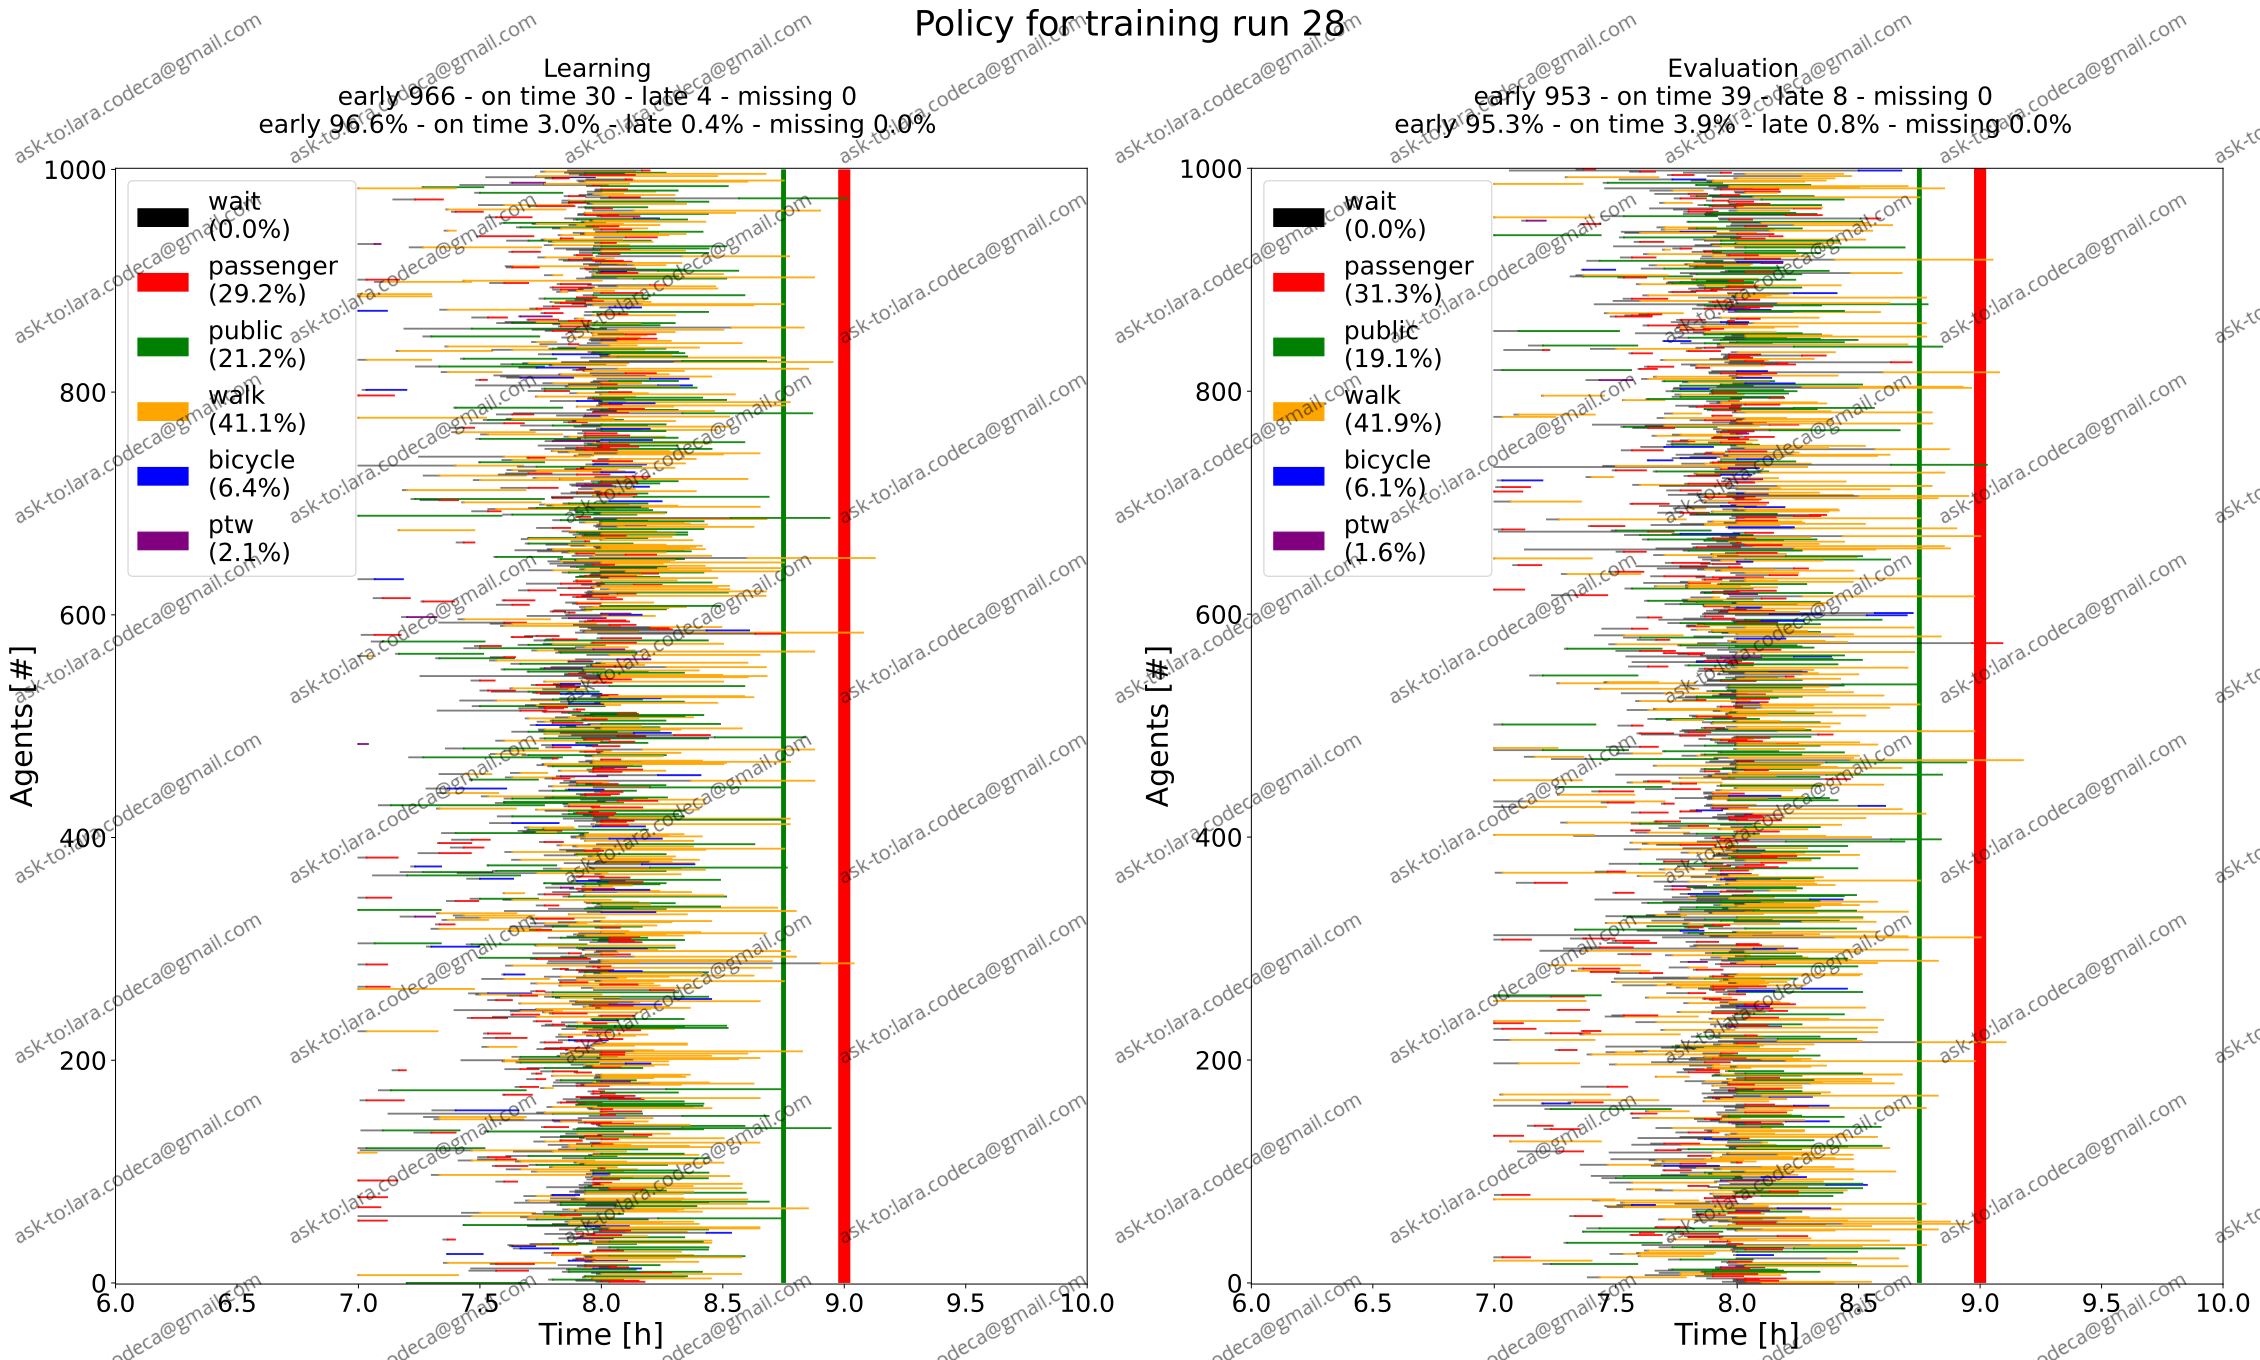 Policy for training run 28
Learning
early 966 - on time 30 - late 4 - missing 0
early 96.6% - on time 3.0% - late 0.4% - missing 0.0%
1000
800
600
400
200
0
Agents [#]
wait
(0.0%)
passenger
(29.2%)
public
(21.2%)
walk
(41.1%)
bicycle
(6.4%)
ptw
(2.1%)
6.0 6.5 7.0 7.5 8.0 8.5 9.0 9.5 10.0
Time [h]
Evaluation
early 953 - on time 39 - late 8 - missing 0
early 95.3% - on time 3.9% - late 0.8% - missing 0.0%
1000
800
600
400
200
0
Agents [#]
wait
(0.0%)
passenger
(31.3%)
public
(19.1%)
walk
(41.9%)
bicycle
(6.1%)
ptw
(1.6%)
6.0 6.5 7.0 7.5 8.0 8.5 9.0 9.5 10.0
Time [h]
ask-to:lara.codeca@gmail.com